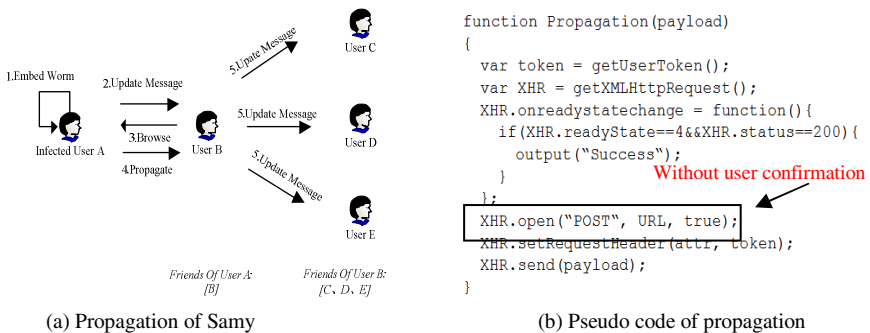 1.Embed Worm
2.Update Message
3.Browse
4.Propagate
Infected User A
User B
5.Upate Message
5.Update Message
5.Update Message
User C
User D
User E
Friends Of User A:
[B]
Friends Of User B:
[C、D、E]
(a) Propagation of Samy
function Propagation(payload)
{
var token = getUserToken();
var XHR = getXMLHttpRequest();
XHR.onreadystatechange = function(){
if(XHR.readyState==4&&XHR.status==200){
output(“Success“);
}
Without user confirmation
};
XHR.open(“POST“, URL, true);
XHR.setRequestHeader(attr, token);
XHR.send(payload);
}
(b) Pseudo code of propagation